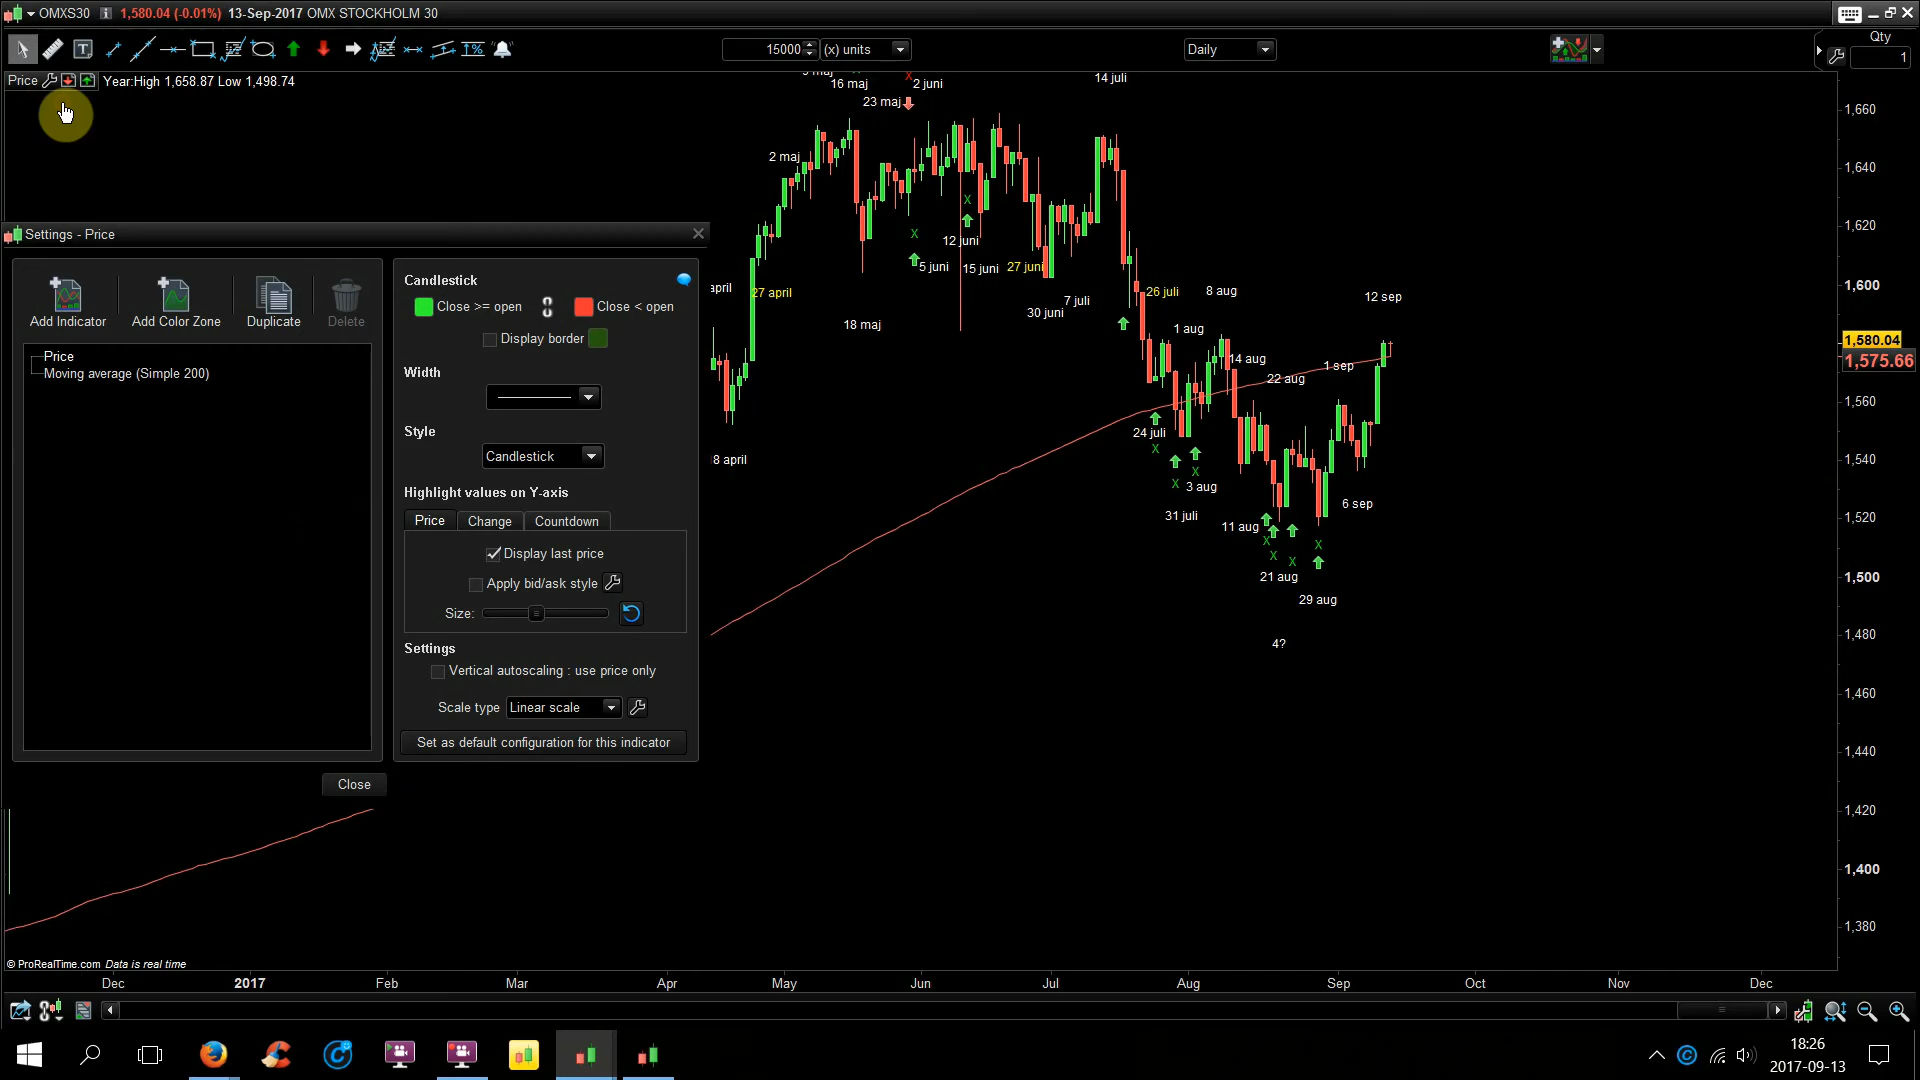 OMXS30 1,580.04 (-0.01%) 13-Sep-2017 OMX STOCKHOLM 30
15000 (x) units Daily Qty
1
Price Year:High 1,658.87 Low 1,498.74
16 maj
2 juni
23 maj
14 juli
2 maj
12 juni
5 juni
15 juni
27 juni
april
27 april
18 maj
30 juni
7 juli
26 juli
8 aug
12 sep
1 aug
14 aug
22 aug
1 sep
8 april
24 juli
3 aug
31 juli
11 aug
6 sep
21 aug
29 aug
4?
X
X
X
X
X
X
X
X
X
X
1,660
1,640
1,620
1,600
1,580.04
1,575.66
1,560
1,540
1,520
1,500
1,480
1,460
1,440
1,420
1,400
1,380
Settings - Price
Add Indicator
Add Color Zone
Duplicate
Delete
Price
Moving average (Simple 200)
Close
Candlestick
Close >= open
Close < open
Display border
Width
Style
Candlestick
Highlight values on Y-axis
Price Change Countdown
Display last price
Apply bid/ask style
Size:
Settings
Vertical autoscaling : use price only
Scale type Linear scale
Set as default configuration for this indicator
© ProRealTime.com Data is real time
Dec 2017 Feb Mar Apr May Jun Jul Aug Sep Oct Nov Dec
18:26
2017-09-13